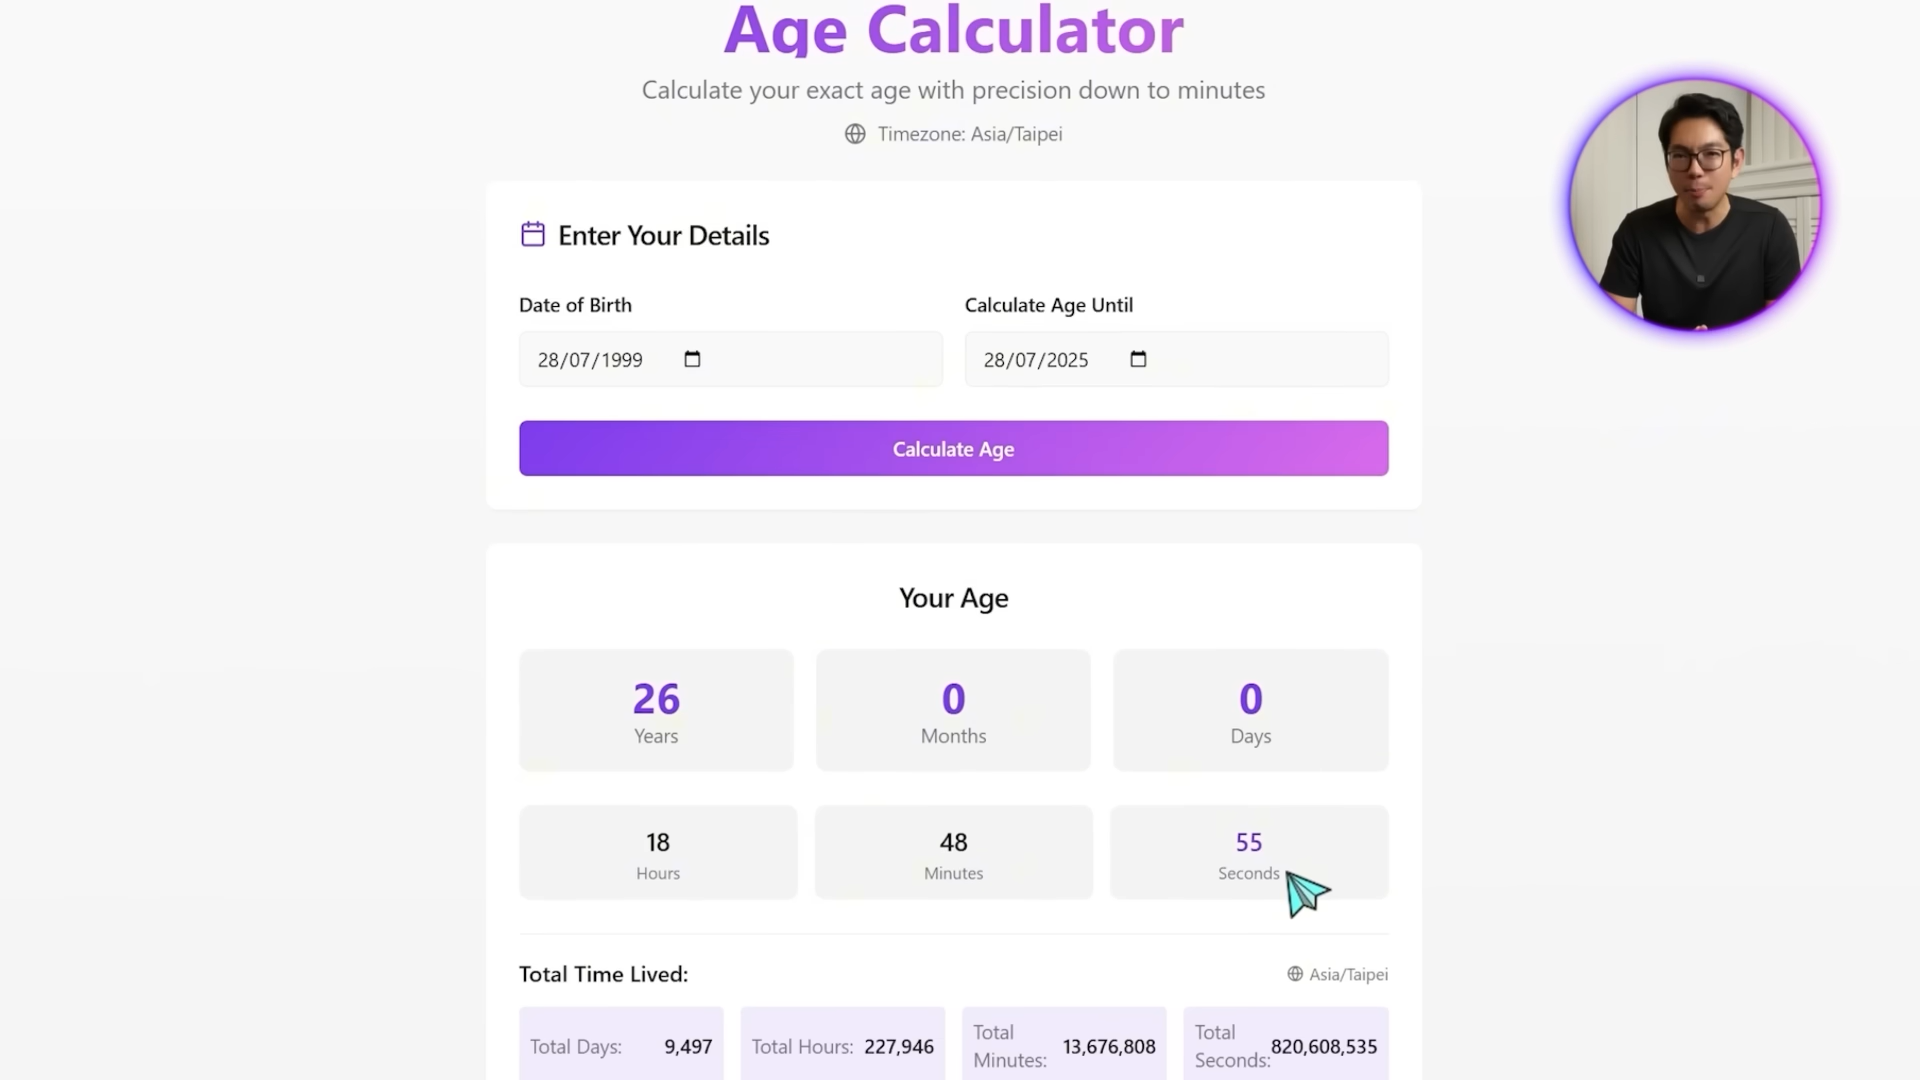 Age Calculator
Calculate your exact age with precision down to minutes
Timezone: Asia/Taipei
Enter Your Details
Date of Birth
Calculate Age Until
28/07/1999
28/07/2025
Calculate Age
Your Age
26
0
0
Years
Months
Days
18
48
55
Hours
Minutes
Seconds
Total Time Lived:
Asia/Taipei
Total Days: 9,497
Total Hours: 227,946
Total
Minutes: 13,676,808
Total
Seconds: 820,608,535